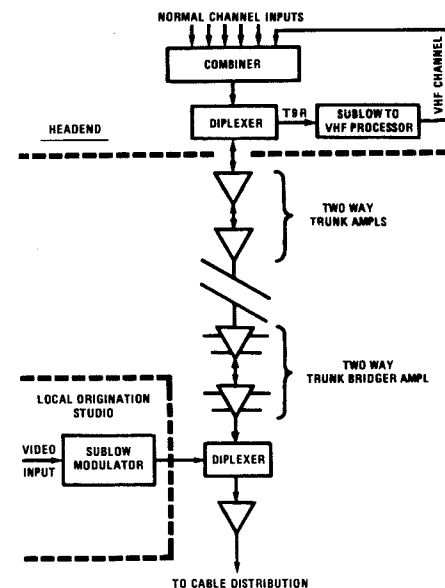 NORMAL CHANNEL INPUTS
COMBINER
VHF CHANNEL
DIPLEXER
T9R
SUBLOW TO
VHF PROCESSOR
HEADEND
TWO WAY
TRUNK AMPLS
TWO WAY
TRUNK BRIDGER AMPL
LOCAL ORIGINATION
STUDIO
VIDEO
INPUT
SUBLOW
MODULATOR
DIPLEXER
TO CABLE DISTRIBUTION